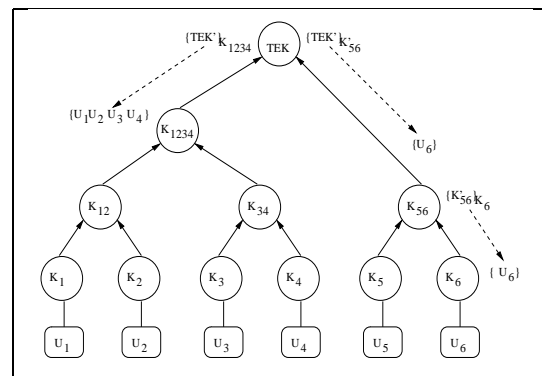 {TEK'}K1234 TEK {TEK'}K'56
{U1U2 U3 U4}
K1234
{U6}
K12 K34 K56 {K'56}K6
K1 K2 K3 K4 K5 K6 { U6}
U1 U2 U3 U4 U5 U6